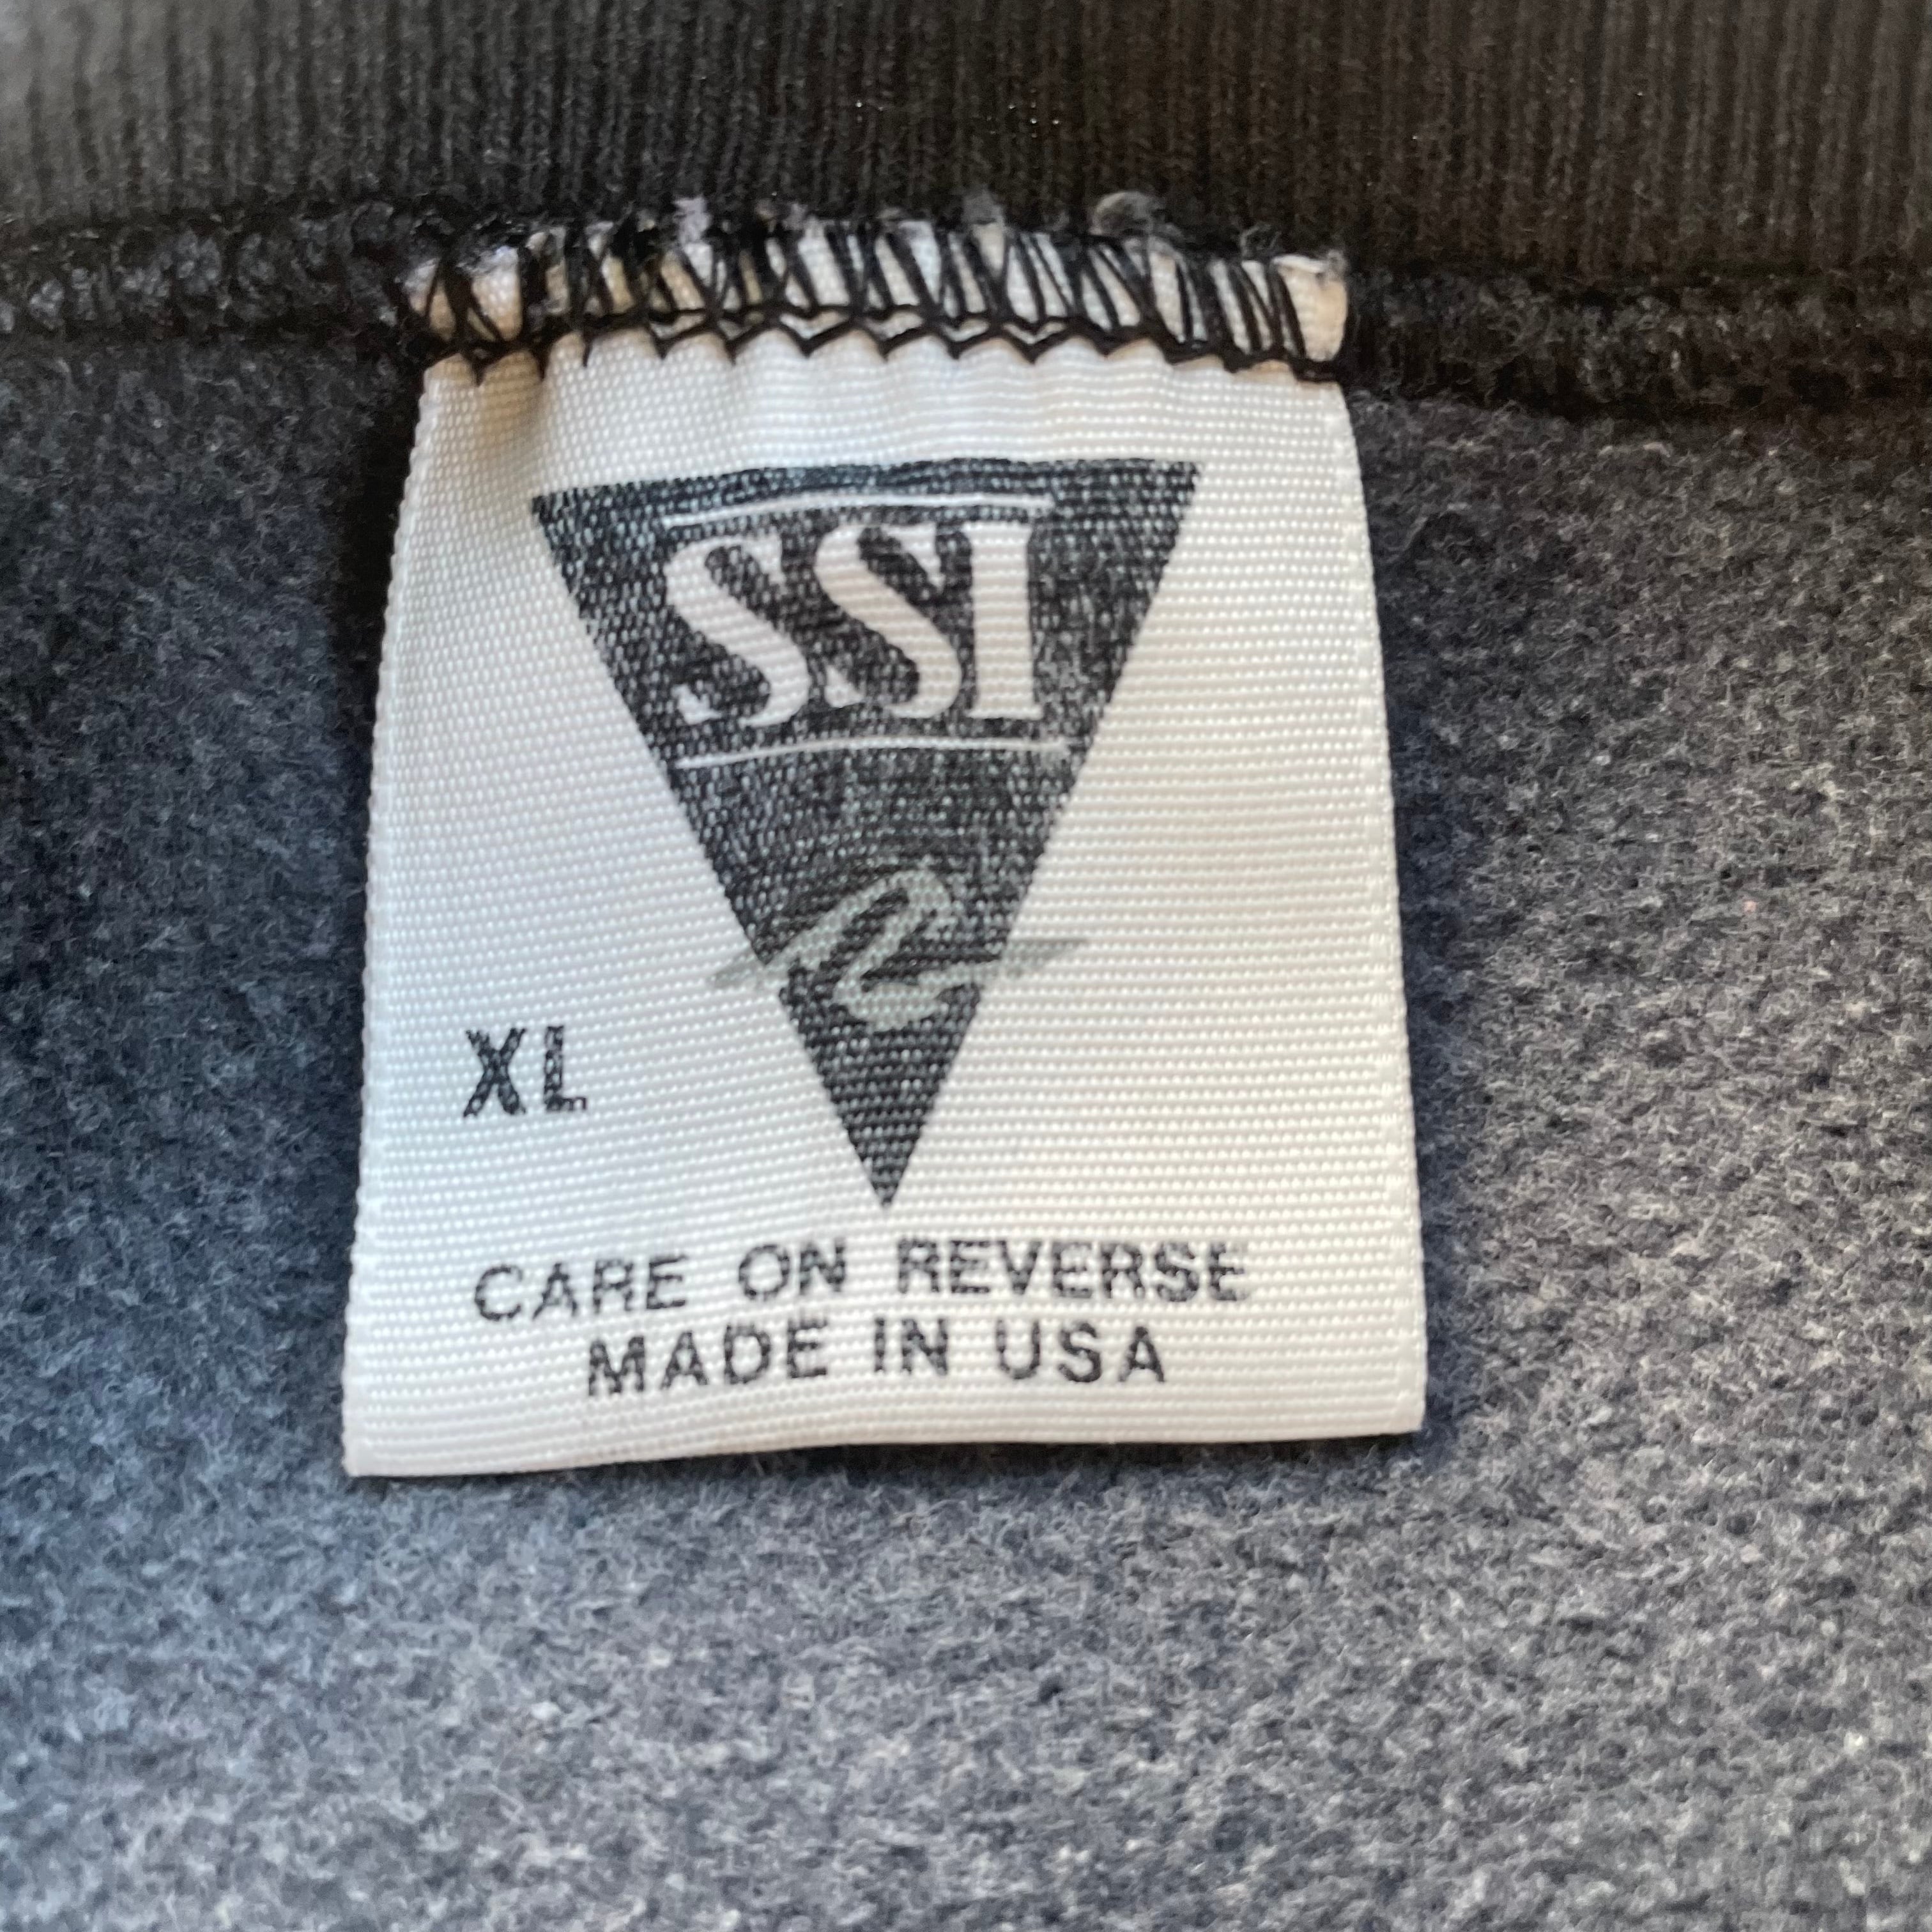 SSI
XL
CARE ON REVERSE
MADE IN USA